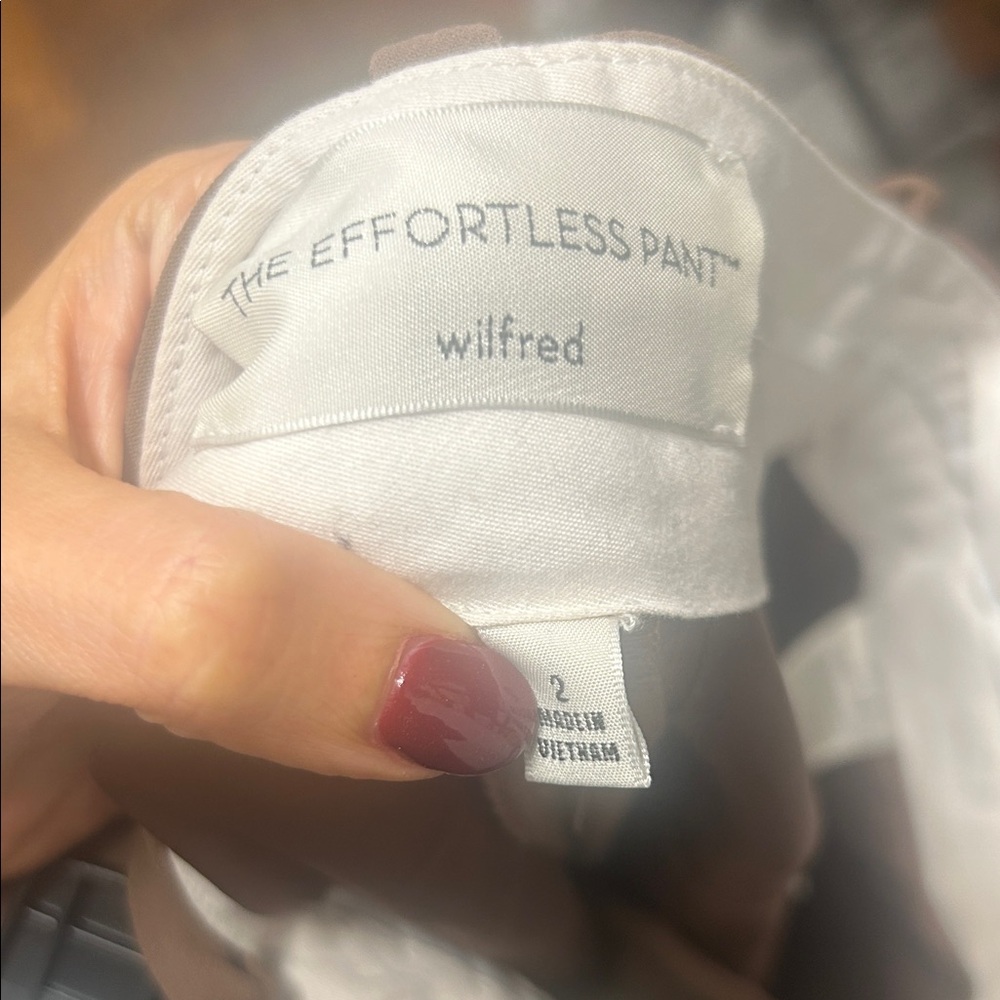 THE EFFORTLESS PANT™
wilfred
2
MADE IN
VIETNAM